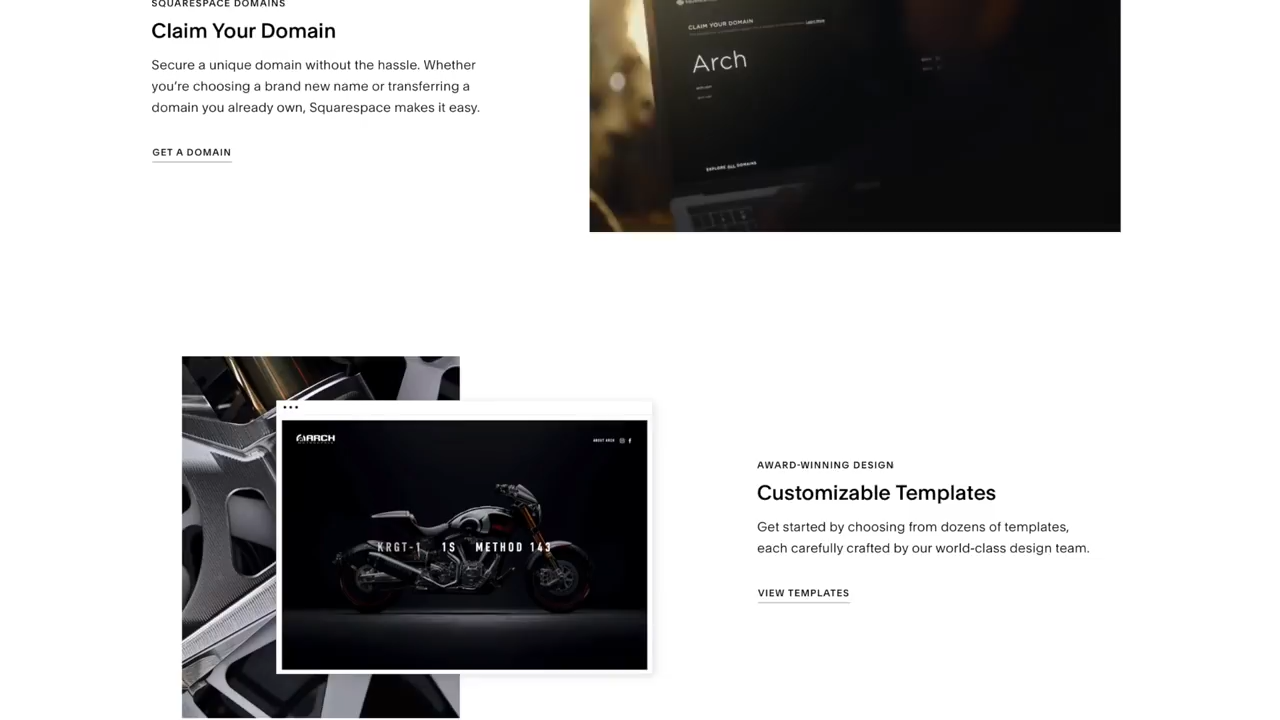 SQUARESPACE DOMAINS
Claim Your Domain
Secure a unique domain without the hassle. Whether
you’re choosing a brand new name or transferring a
domain you already own, Squarespace makes it easy.
GET A DOMAIN
CLAIM YOUR DOMAIN
Arch
EXPLORE ALL DOMAINS
ARCH
ABOUT ARCH
KRGT-1 1S METHOD 143
AWARD-WINNING DESIGN
Customizable Templates
Get started by choosing from dozens of templates,
each carefully crafted by our world-class design team.
VIEW TEMPLATES